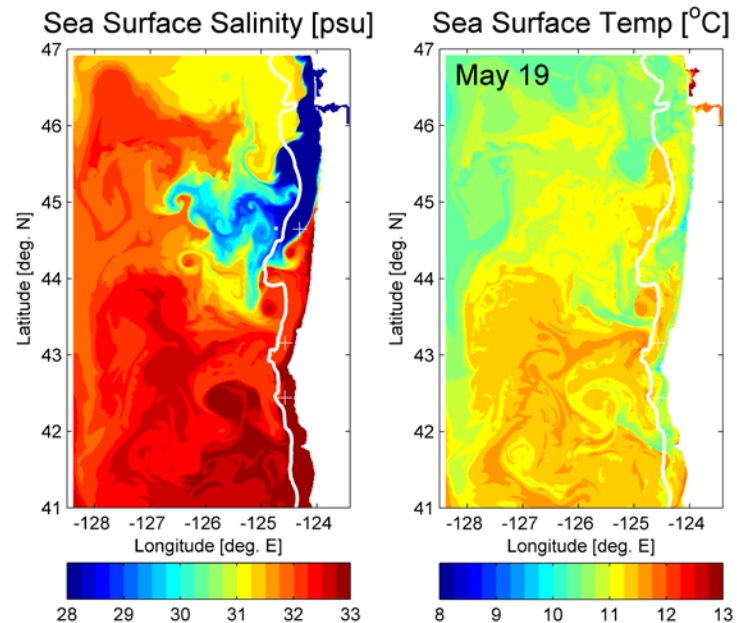 Sea Surface Salinity [psu]
47
46
45
44
43
42
41
Latitude [deg. N]
-128 -127 -126 -125 -124
Longitude [deg. E]
28 29 30 31 32 33
Sea Surface Temp [°C]
May 19
47
46
45
44
43
42
41
Latitude [deg. N]
-128 -127 -126 -125 -124
Longitude [deg. E]
8 9 10 11 12 13